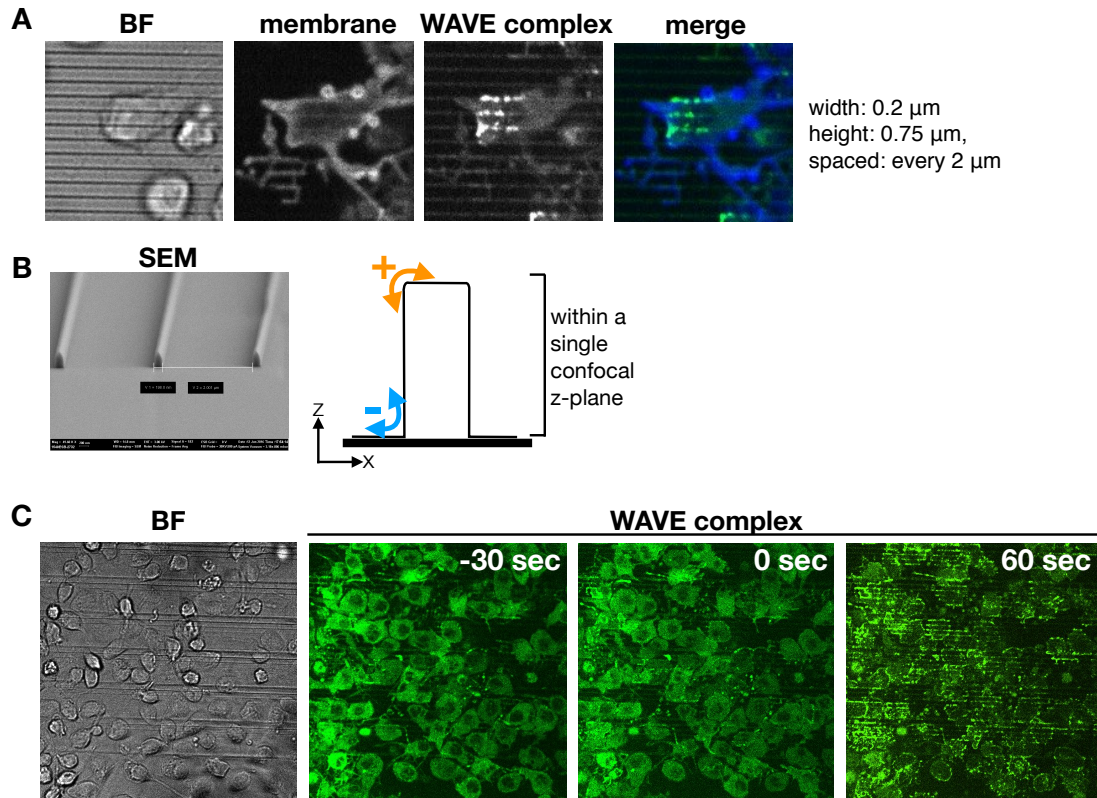 A
BF
membrane
WAVE complex
merge
width: 0.2 µm
height: 0.75 µm,
spaced: every 2 µm
B
SEM
+
-
Z
X
within a
single
confocal
z-plane
C
BF
WAVE complex
-30 sec
0 sec
60 sec